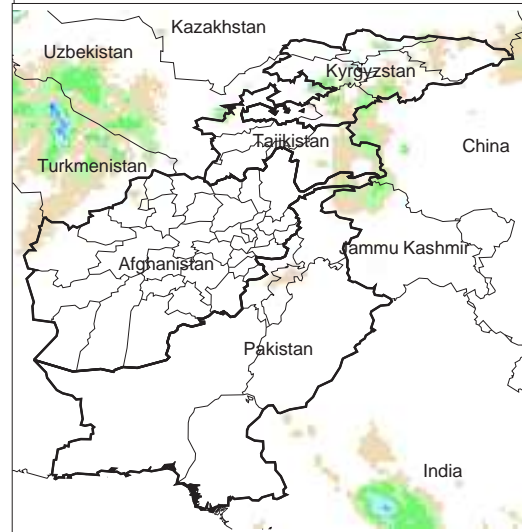 Kazakhstan
Uzbekistan
Kyrgyzstan
Tajikistan
China
Turkmenistan
Jammu Kashmir
Afghanistan
Pakistan
India